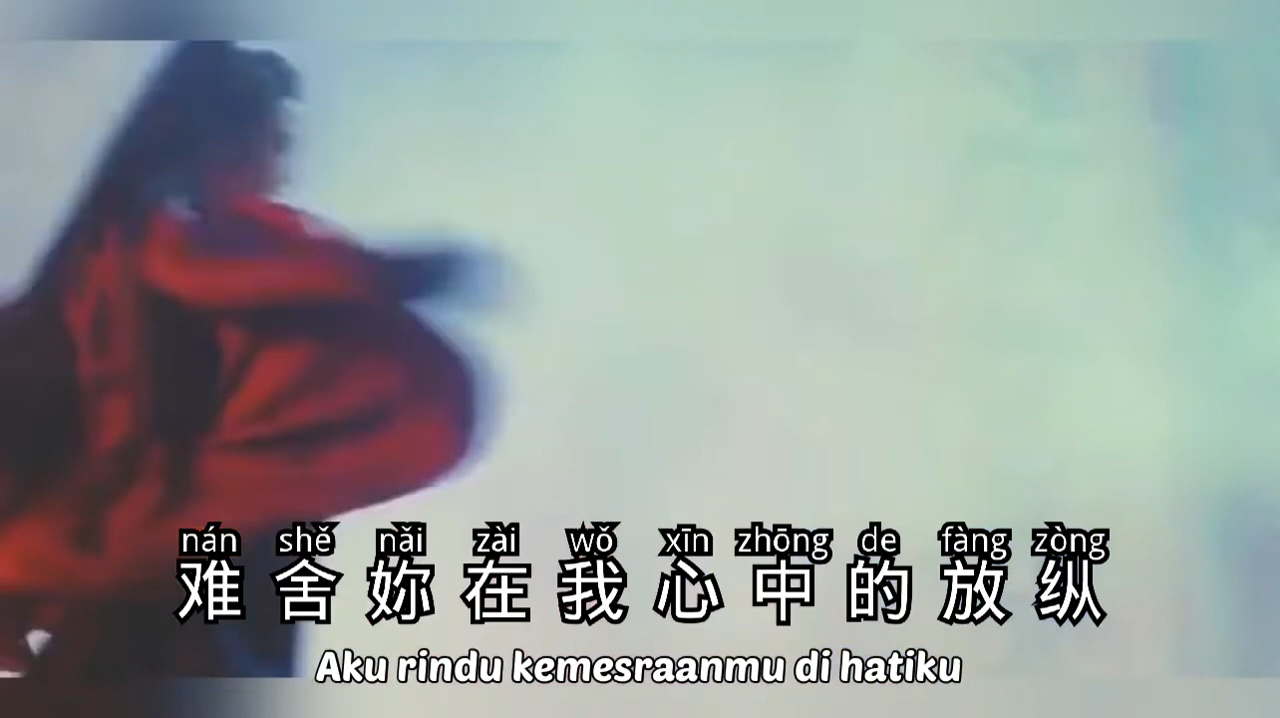 nán shě nǎi zài wǒ xīn zhōng de fàng zòng
难舍妳在我心中的放纵
Aku rindu kemesraanmu di hatiku